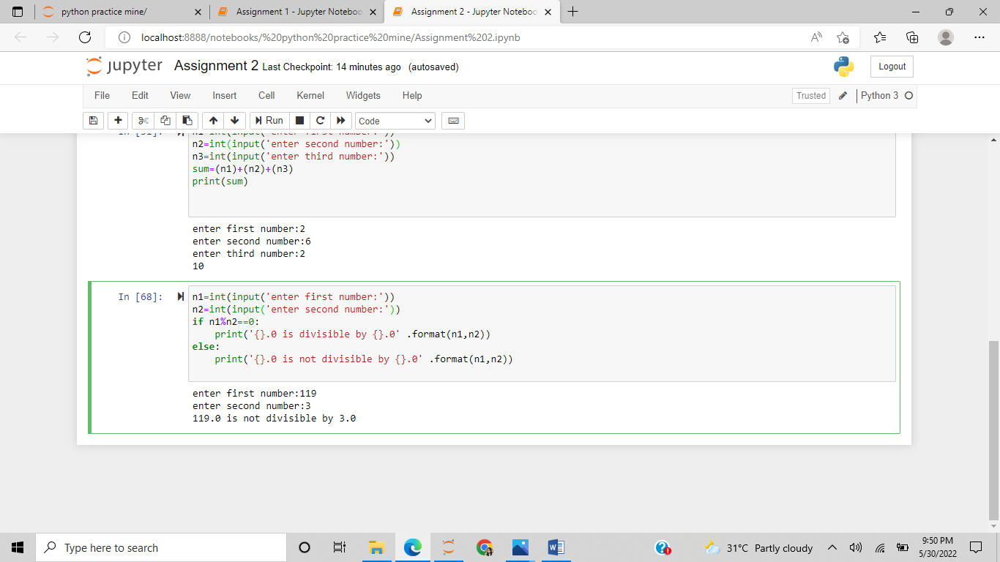 python practice mine/
Assignment 1 - Jupyter Noteboo
Assignment 2 - Jupyter Noteboo
localhost:8888/notebooks/%20python%20practice%20mine/Assignment%202.ipynb
jupyter Assignment 2 Last Checkpoint: 14 minutes ago (autosaved)
Logout
File Edit View Insert Cell Kernel Widgets Help
Trusted
Python 3
Run
Code
In [51]: n1=int(input('enter first number:'))
n2=int(input('enter second number:'))
n3=int(input('enter third number:'))
sum=(n1)+(n2)+(n3)
print(sum)
enter first number:2
enter second number:6
enter third number:2
10
In [68]: n1=int(input('enter first number:'))
n2=int(input('enter second number:'))
if n1%n2==0:
    print('{}.0 is divisible by {}.0' .format(n1,n2))
else:
    print('{}.0 is not divisible by {}.0' .format(n1,n2))
enter first number:119
enter second number:3
119.0 is not divisible by 3.0
Type here to search
31°C Partly cloudy
9:50 PM
5/30/2022